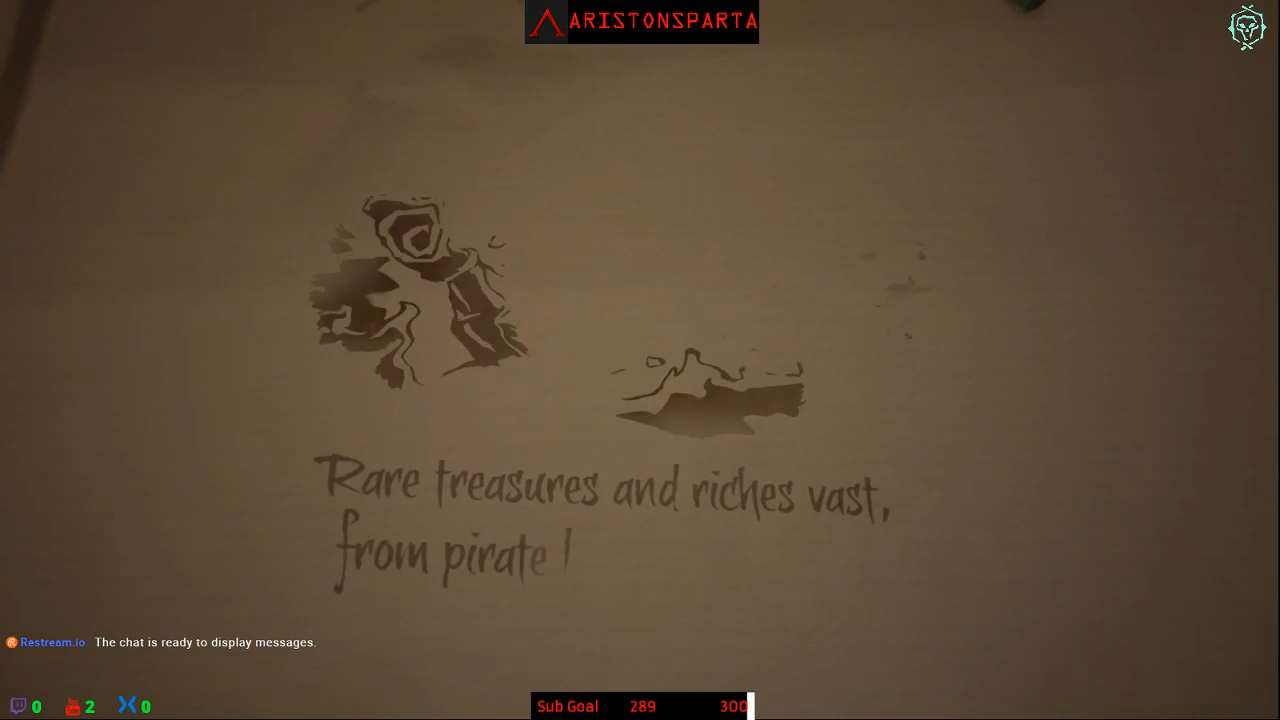 ARISTONSPARTA
Rare treasures and riches vast,
from pirate l
Restream.io The chat is ready to display messages.
0 2 0
Sub Goal 289 300